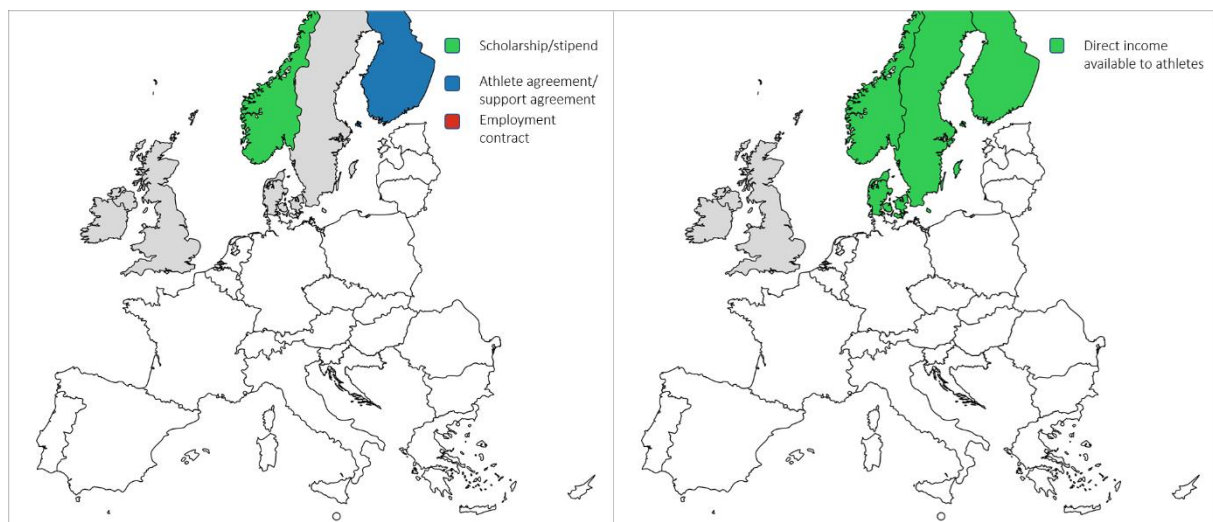 Scholarship/stipend
Athlete agreement/
support agreement
Employment
contract
Direct income
available to athletes